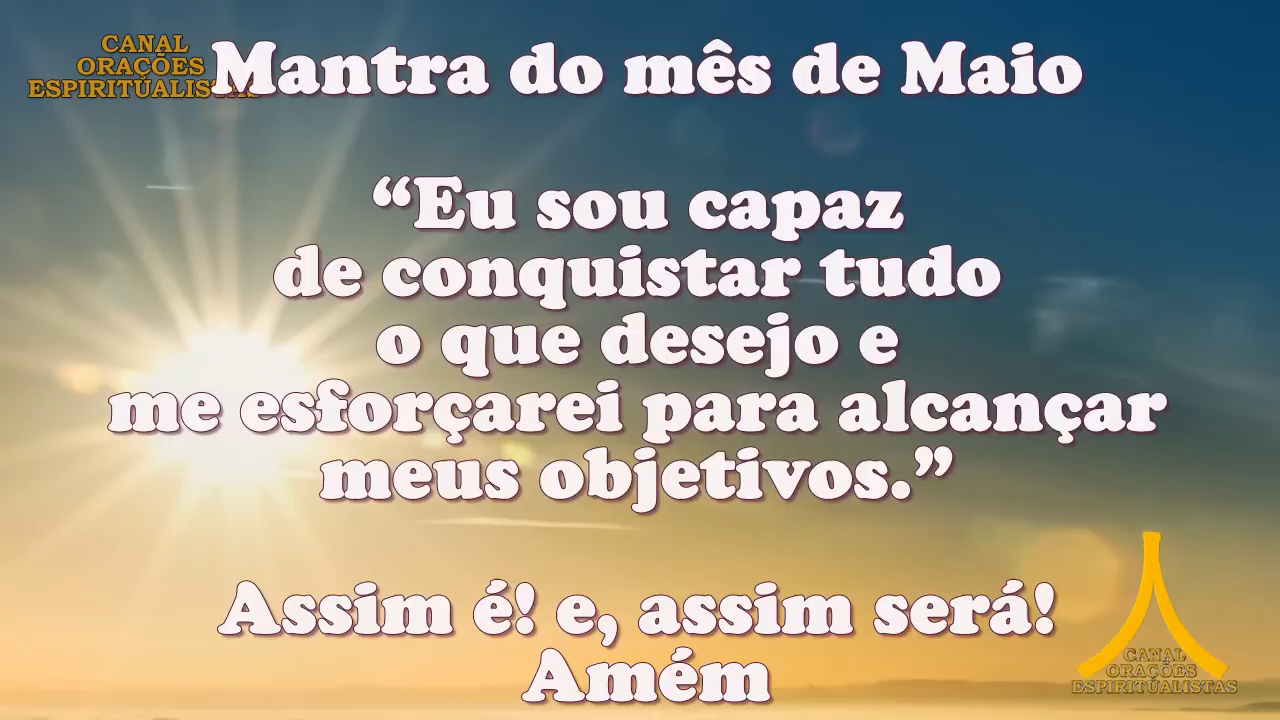 CANAL
ORAÇÕES
ESPIRITUALISTAS
Mantra do mês de Maio
“Eu sou capaz
de conquistar tudo
o que desejo e
me esforçarei para alcançar
meus objetivos.”
Assim é! e, assim será!
Amém
CANAL
ORAÇÕES
ESPIRITUALISTAS